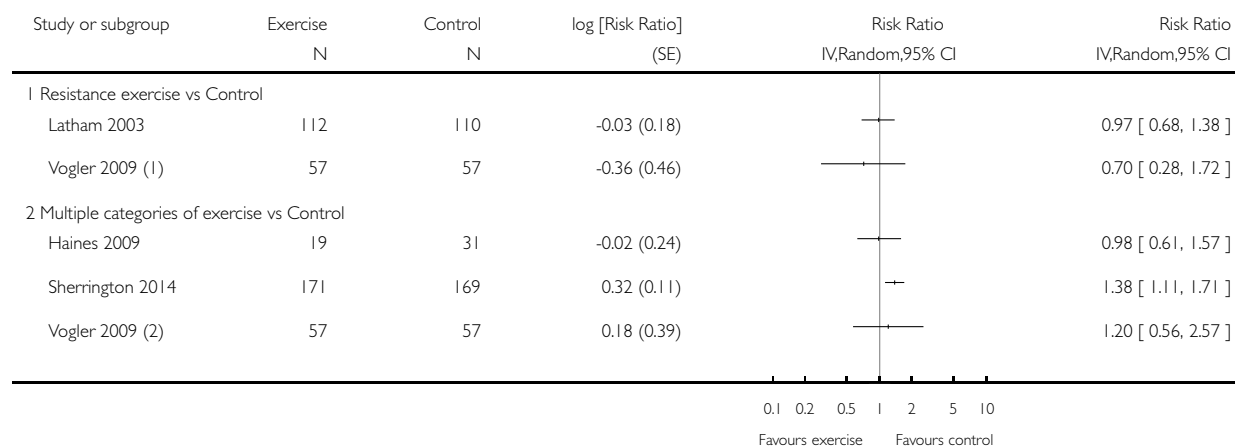 Study or subgroup Exercise Control log [Risk Ratio] Risk Ratio Risk Ratio
N N (SE) IV,Random,95% CI IV,Random,95% CI
1 Resistance exercise vs Control
Latham 2003 112 110 -0.03 (0.18) 0.97 [ 0.68, 1.38 ]
Vogler 2009 (1) 57 57 -0.36 (0.46) 0.70 [ 0.28, 1.72 ]
2 Multiple categories of exercise vs Control
Haines 2009 19 31 -0.02 (0.24) 0.98 [ 0.61, 1.57 ]
Sherrington 2014 171 169 0.32 (0.11) 1.38 [ 1.11, 1.71 ]
Vogler 2009 (2) 57 57 0.18 (0.39) 1.20 [ 0.56, 2.57 ]
0.1 0.2 0.5 1 2 5 10
Favours exercise Favours control